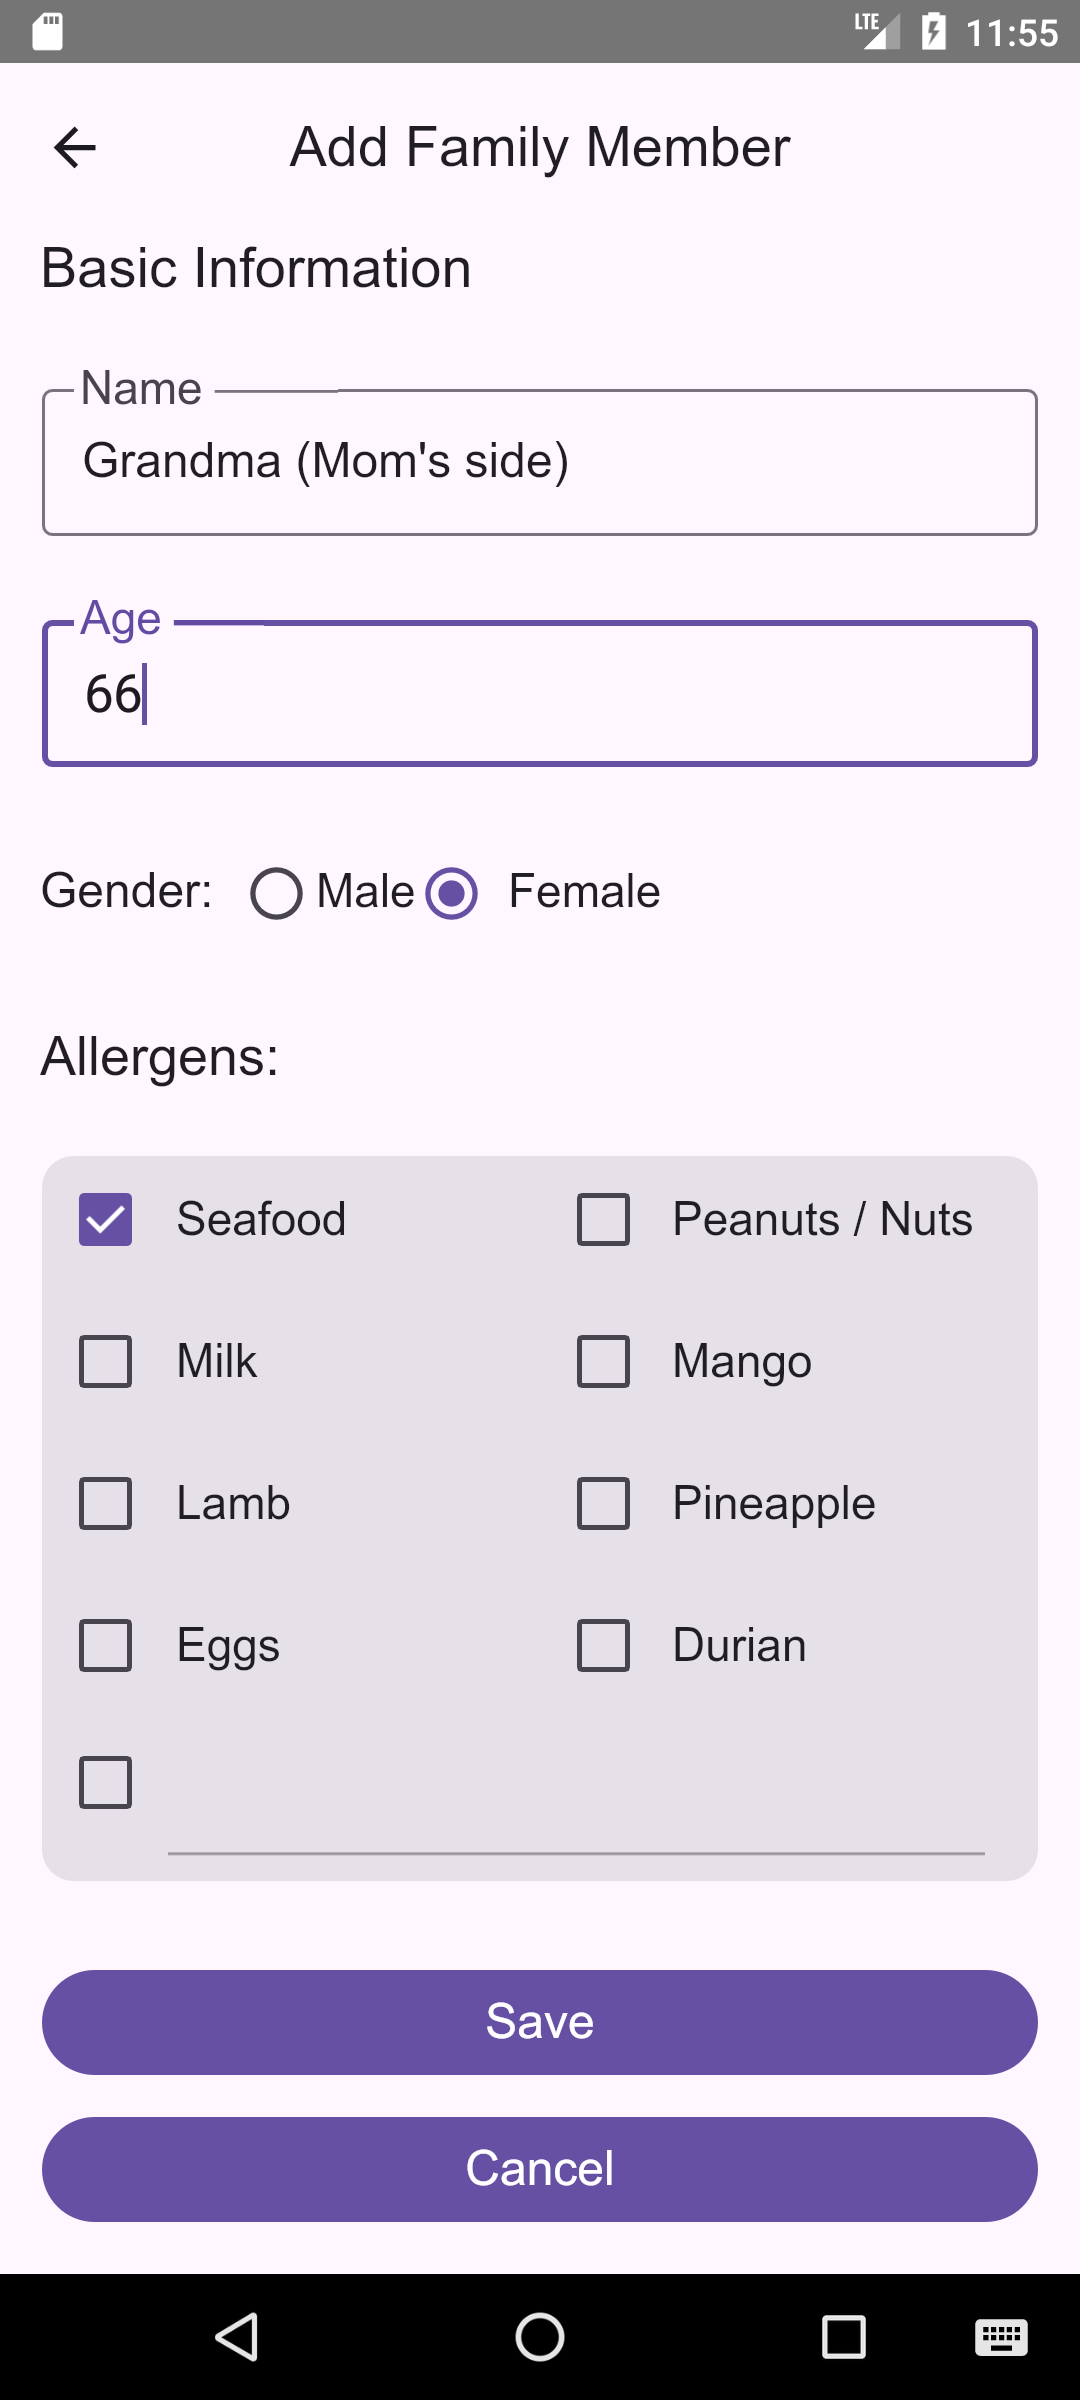 LTE 11:55
Add Family Member
Basic Information
Name
Grandma (Mom's side)
Age
66
Gender: Male Female
Allergens:
Seafood Peanuts / Nuts
Milk Mango
Lamb Pineapple
Eggs Durian
Save
Cancel